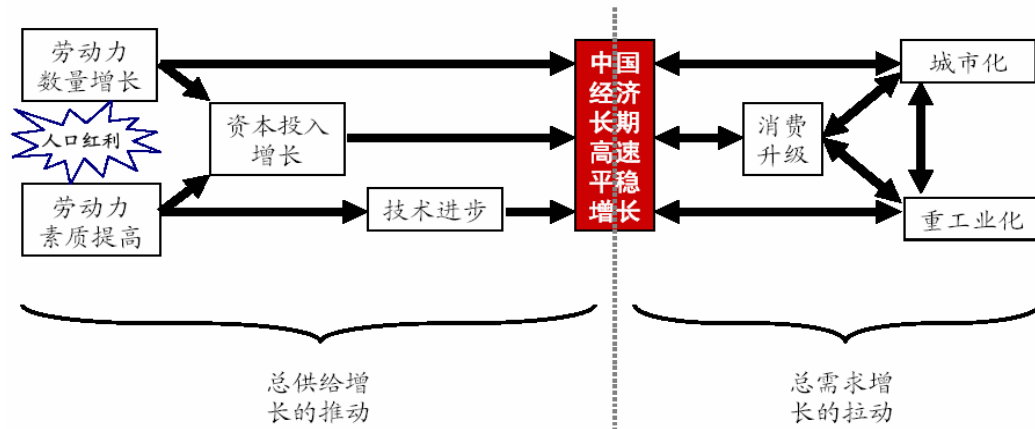 劳动力
数量增长
人口红利
劳动力
素质提高
资本投入
增长
技术进步
中国
经济
长期
高速
平稳
增长
消费
升级
城市化
重工业化
总供给增
长的推动
总需求增
长的拉动